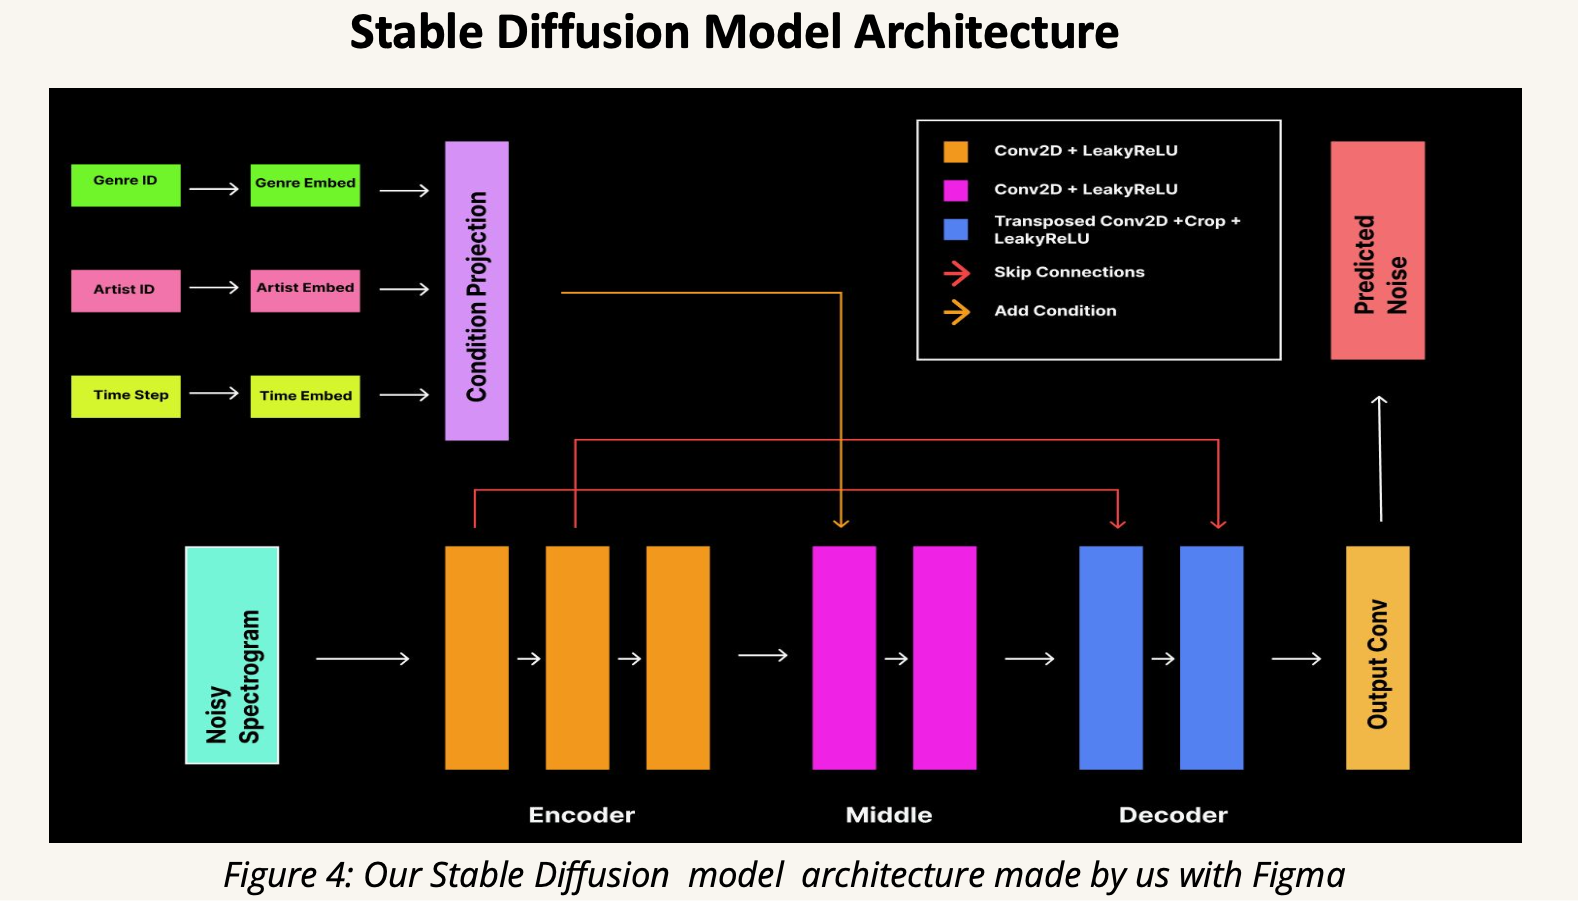 Stable Diffusion Model Architecture
Genre ID
Genre Embed
Artist ID
Artist Embed
Time Step
Time Embed
Condition Projection
Conv2D + LeakyReLU
Conv2D + LeakyReLU
Transposed Conv2D +Crop +
LeakyReLU
Skip Connections
Add Condition
Predicted
Noise
Noisy
Spectrogram
Output Conv
Encoder
Middle
Decoder
Figure 4: Our Stable Diffusion model architecture made by us with Figma